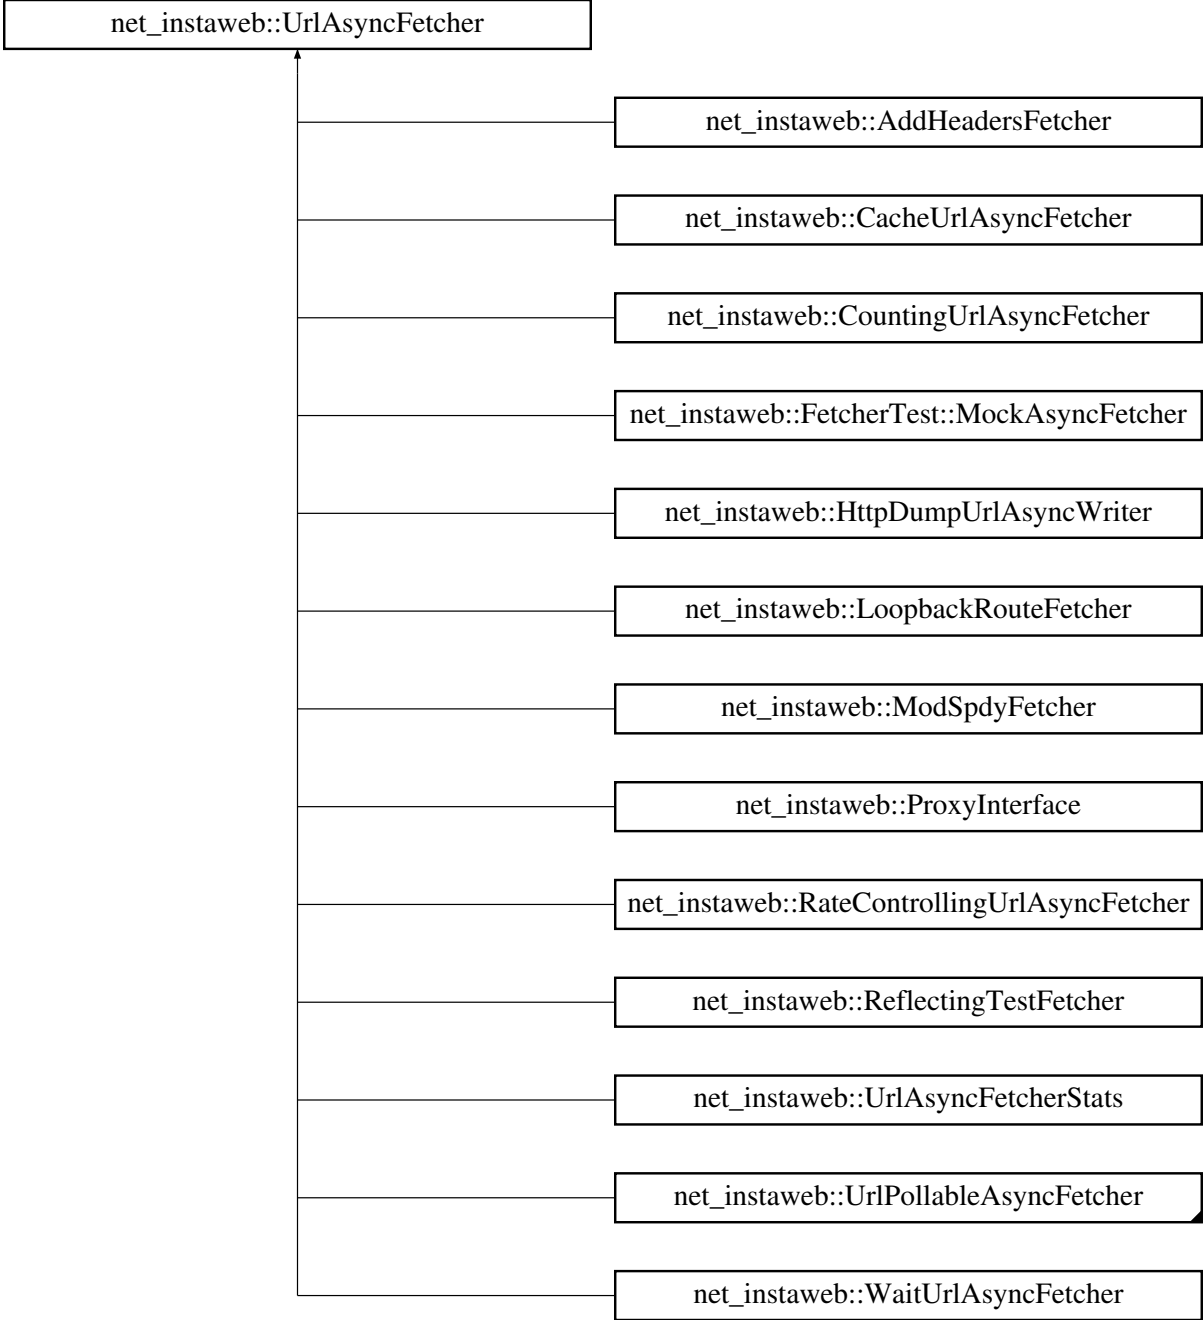 net_instaweb::UrlAsyncFetcher
net_instaweb::AddHeadersFetcher
net_instaweb::CacheUrlAsyncFetcher
net_instaweb::CountingUrlAsyncFetcher
net_instaweb::FetcherTest::MockAsyncFetcher
net_instaweb::HttpDumpUrlAsyncWriter
net_instaweb::LoopbackRouteFetcher
net_instaweb::ModSpdyFetcher
net_instaweb::ProxyInterface
net_instaweb::RateControllingUrlAsyncFetcher
net_instaweb::ReflectingTestFetcher
net_instaweb::UrlAsyncFetcherStats
net_instaweb::UrlPollableAsyncFetcher
net_instaweb::WaitUrlAsyncFetcher